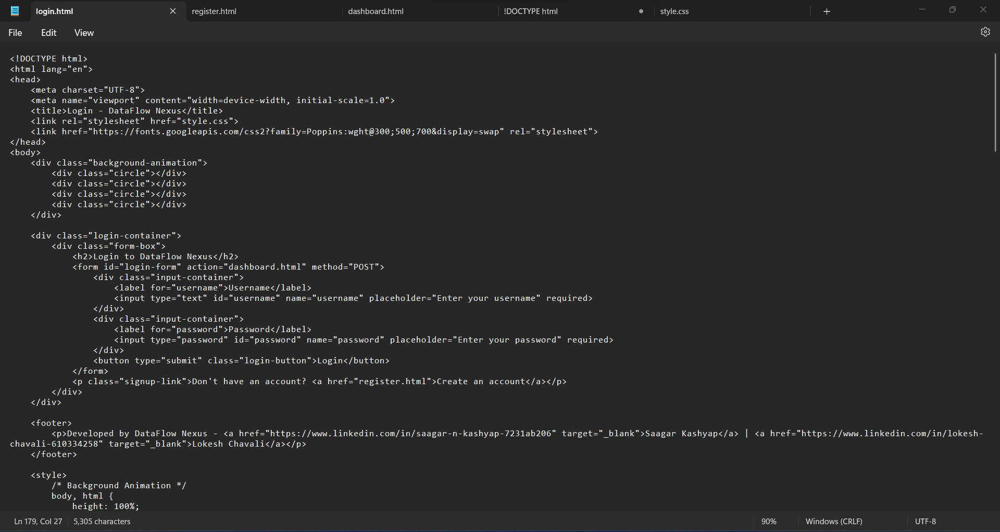 login.html
register.html
dashboard.html
!DOCTYPE html
style.css
File Edit View
<!DOCTYPE html>
<html lang="en">
<head>
    <meta charset="UTF-8">
    <meta name="viewport" content="width=device-width, initial-scale=1.0">
    <title>Login - DataFlow Nexus</title>
    <link rel="stylesheet" href="style.css">
    <link href="https://fonts.googleapis.com/css2?family=Poppins:wght@300;500;700&display=swap" rel="stylesheet">
</head>
<body>
    <div class="background-animation">
        <div class="circle"></div>
        <div class="circle"></div>
        <div class="circle"></div>
        <div class="circle"></div>
    </div>

    <div class="login-container">
        <div class="form-box">
            <h2>Login to DataFlow Nexus</h2>
            <form id="login-form" action="dashboard.html" method="POST">
                <div class="input-container">
                    <label for="username">Username</label>
                    <input type="text" id="username" name="username" placeholder="Enter your username" required>
                </div>
                <div class="input-container">
                    <label for="password">Password</label>
                    <input type="password" id="password" name="password" placeholder="Enter your password" required>
                </div>
                <button type="submit" class="login-button">Login</button>
            </form>
            <p class="signup-link">Don't have an account? <a href="register.html">Create an account</a></p>
        </div>
    </div>

    <footer>
        <p>Developed by DataFlow Nexus - <a href="https://www.linkedin.com/in/saagar-n-kashyap-7231ab206" target="_blank">Saagar Kashyap</a> | <a href="https://www.linkedin.com/in/lokesh-
chavali-610334258" target="_blank">Lokesh Chavali</a></p>
    </footer>

    <style>
        /* Background Animation */
        body, html {
            height: 100%;
Ln 179, Col 27
5,305 characters
90%
Windows (CRLF)
UTF-8